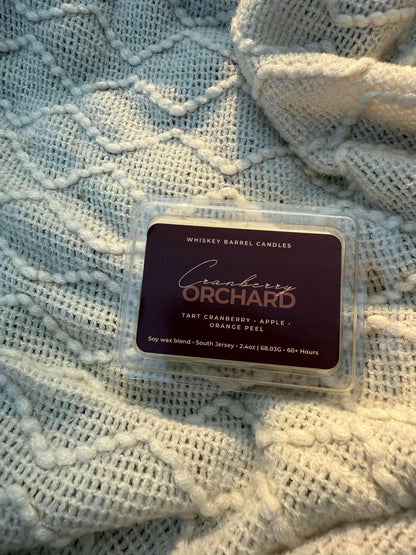 WHISKEY BARREL CANDLES
Cranberry
ORCHARD
TART CRANBERRY • APPLE •
ORANGE PEEL
Soy wax blend • South Jersey • 2.4oz | 68.03G • 60+ Hours